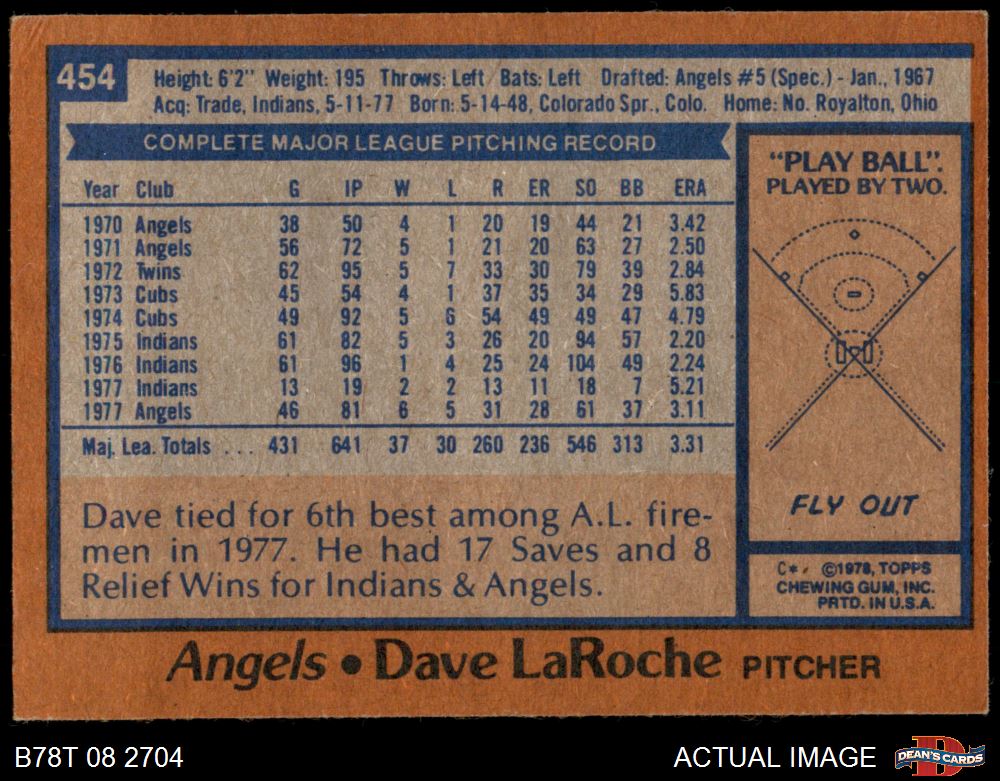 454
Height: 6'2" Weight: 195 Throws: Left Bats: Left Drafted: Angels #5 (Spec.) - Jan., 1967
Acq: Trade, Indians, 5-11-77 Born: 5-14-48, Colorado Spr., Colo. Home: No. Royalton, Ohio
COMPLETE MAJOR LEAGUE PITCHING RECORD
Year Club G IP W L R ER SO BB ERA
1970 Angels 38 50 4 1 20 19 44 21 3.42
1971 Angels 56 72 5 1 21 20 63 27 2.50
1972 Twins 62 95 5 7 33 30 79 39 2.84
1973 Cubs 45 54 4 1 37 35 34 29 5.83
1974 Cubs 49 92 5 6 54 49 49 47 4.79
1975 Indians 61 82 5 3 26 20 94 57 2.20
1976 Indians 61 96 1 4 25 24 104 49 2.24
1977 Indians 13 19 2 2 13 11 18 7 5.21
1977 Angels 46 81 6 5 31 28 61 37 3.11
Maj. Lea. Totals . . . 431 641 37 30 260 236 546 313 3.31
Dave tied for 6th best among A.L. fire-
men in 1977. He had 17 Saves and 8
Relief Wins for Indians & Angels.
"PLAY BALL".
PLAYED BY TWO.
FLY OUT
C*. ©1978, TOPPS
CHEWING GUM, INC.
PRTD. IN U.S.A.
Angels • Dave LaRoche PITCHER
B78T 08 2704
ACTUAL IMAGE
D
DEAN'S CARDS